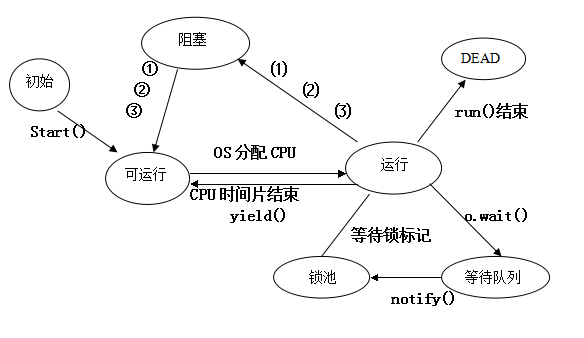 阻塞
初始
DEAD
①
②
③
⑴
⑵
⑶
Start()
run()结束
OS 分配 CPU
可运行
运行
CPU 时间片结束
yield()
o.wait()
等待锁标记
锁池
等待队列
notify()